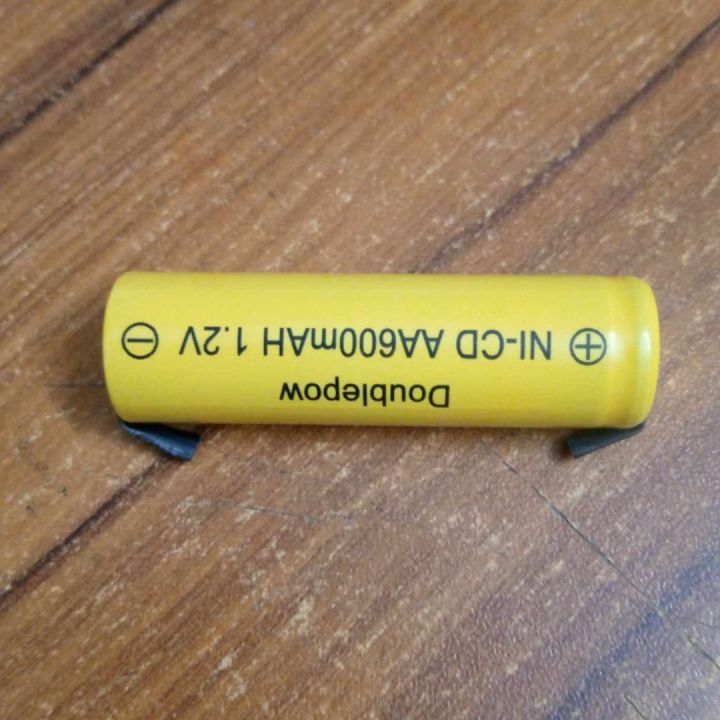 Doublepow
⊕ NI-CD AA600mAH 1.2V ⊖